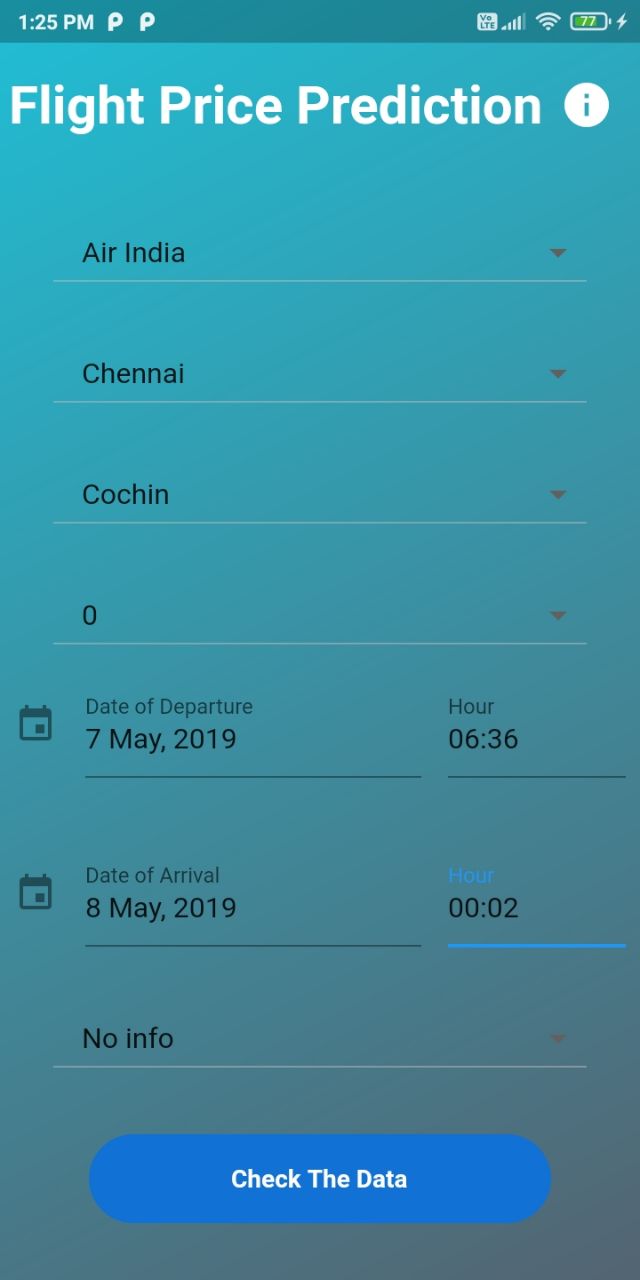 1:25 PM
Vo LTE
77
Flight Price Prediction
i
Air India
Chennai
Cochin
0
Date of Departure Hour
7 May, 2019 06:36
Date of Arrival Hour
8 May, 2019 00:02
No info
Check The Data